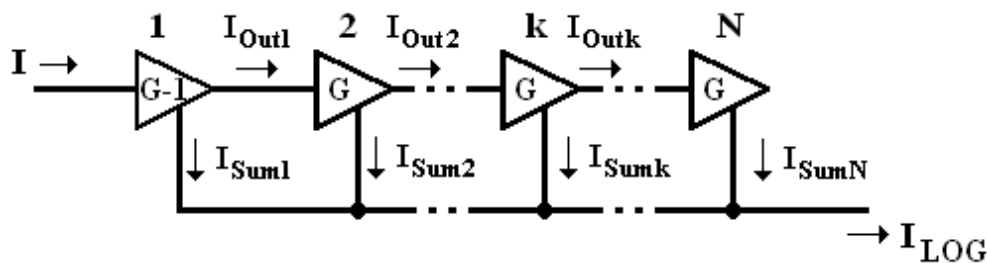 1 I_Out1 2 I_Out2 k I_Outk N
I
G-1 G G G
I_Sum1 I_Sum2 I_Sumk I_SumN
I_LOG